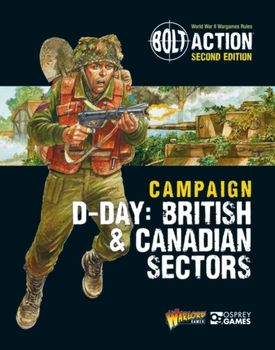 World War II Wargames Rules
BOLT ACTION
SECOND EDITION
CAMPAIGN
D-DAY: BRITISH
& CANADIAN
SECTORS
WARLORD
GAMES
OSPREY
GAMES